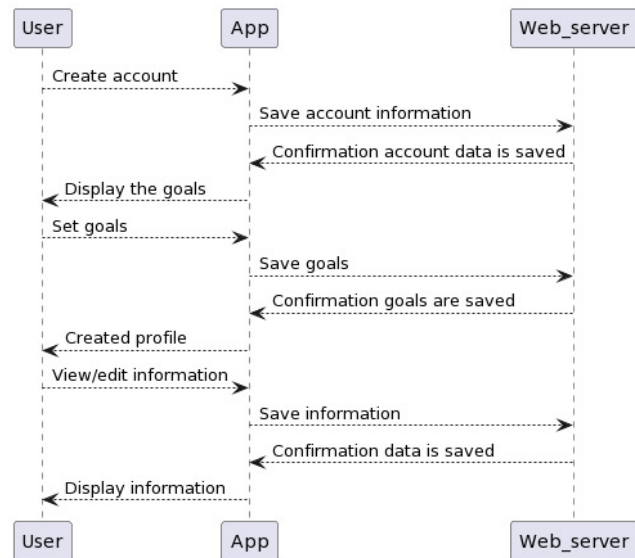 User App Web_server
Create account
Save account information
Confirmation account data is saved
Display the goals
Set goals
Save goals
Confirmation goals are saved
Created profile
View/edit information
Save information
Confirmation data is saved
Display information
User App Web_server